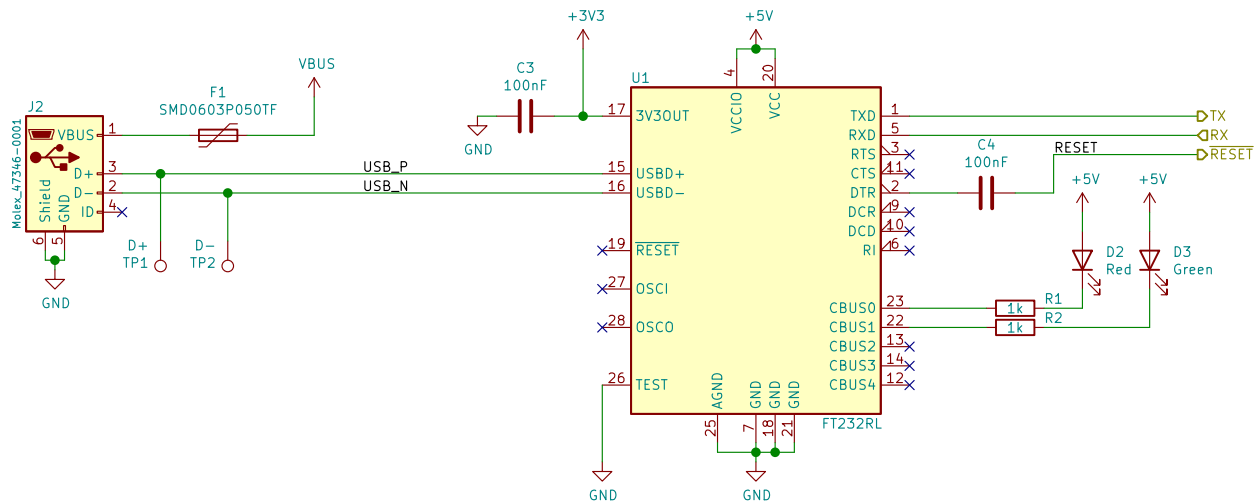 J2
Molex_47346-0001
VBUS
1
D+
3
D-
2
ID
4
Shield
GND
6
5
GND
F1
SMD0603P050TF
VBUS
USB_P
USB_N
D+
TP1
D-
TP2
+3V3
C3
100nF
GND
+5V
U1
4
20
VCCIO
VCC
17
3V3OUT
15
USBD+
16
USBD-
19
RESET
27
OSCI
28
OSCO
26
TEST
GND
TXD
1
RXD
5
RTS
3
CTS
11
DTR
2
DCR
9
DCD
10
RI
6
CBUS0
23
CBUS1
22
CBUS2
13
CBUS3
14
CBUS4
12
AGND
GND
GND
GND
25
7
18
21
FT232RL
GND
C4
100nF
RESET
TX
RX
RESET
+5V
+5V
D2
Red
D3
Green
1k
R1
1k
R2